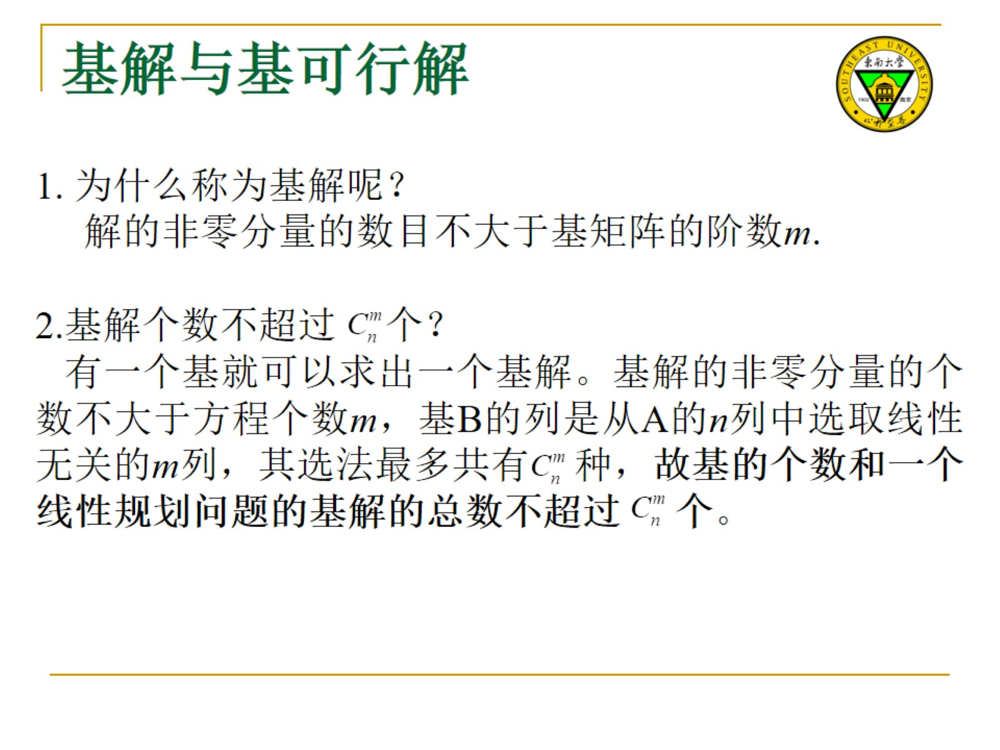 基解与基可行解
SOUTHEAST UNIVERSITY
東南大學
1902 南京
1. 为什么称为基解呢？
解的非零分量的数目不大于基矩阵的阶数m.
2.基解个数不超过 C_n^m 个？
有一个基就可以求出一个基解。基解的非零分量的个
数不大于方程个数m，基B的列是从A的n列中选取线性
无关的m列，其选法最多共有C_n^m 种，故基的个数和一个
线性规划问题的基解的总数不超过 C_n^m 个。